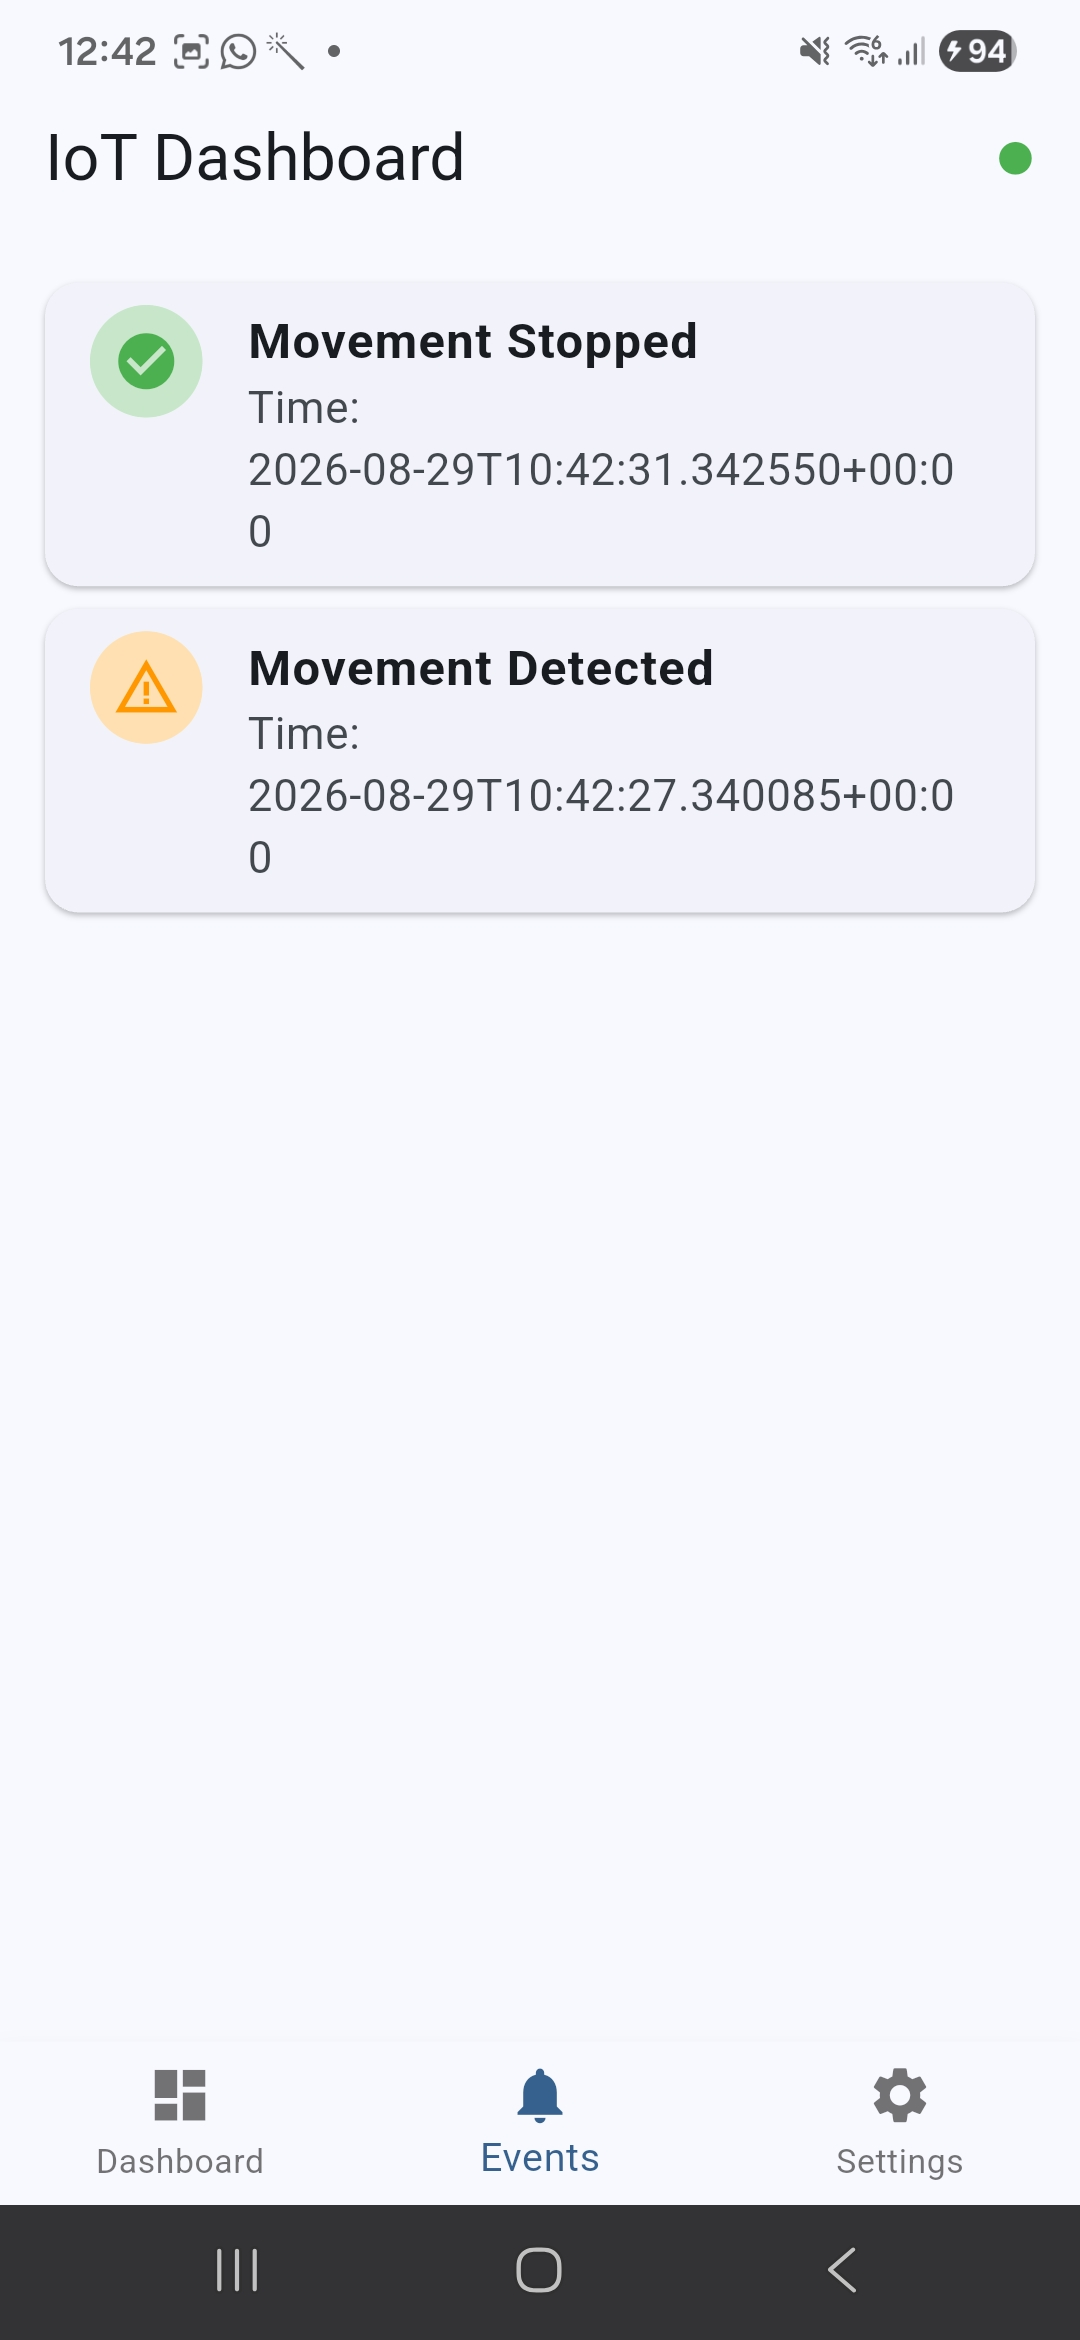 12:42
6
94
IoT Dashboard
Movement Stopped
Time:
2026-08-29T10:42:31.342550+00:0
0
Movement Detected
Time:
2026-08-29T10:42:27.340085+00:0
0
Dashboard
Events
Settings